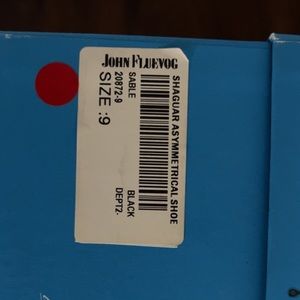 JOHN FLUEVOG
SHAGUAR ASYMMETRICAL SHOE
SABLE
BLACK
20872-9
DEPT2-
SIZE :9